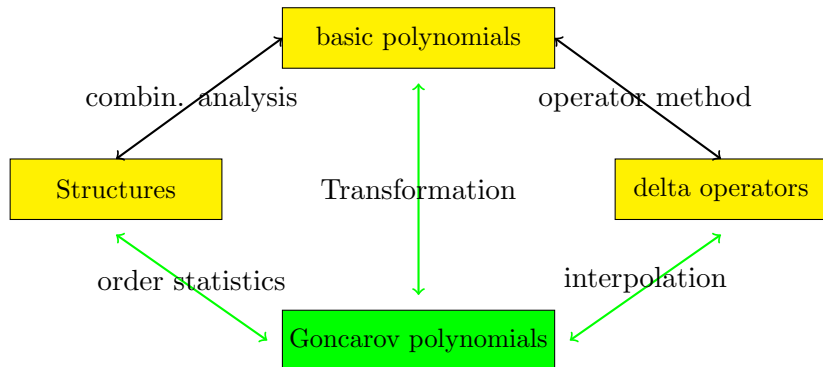 basic polynomials
combin. analysis
operator method
Structures
Transformation
delta operators
order statistics
interpolation
Goncarov polynomials